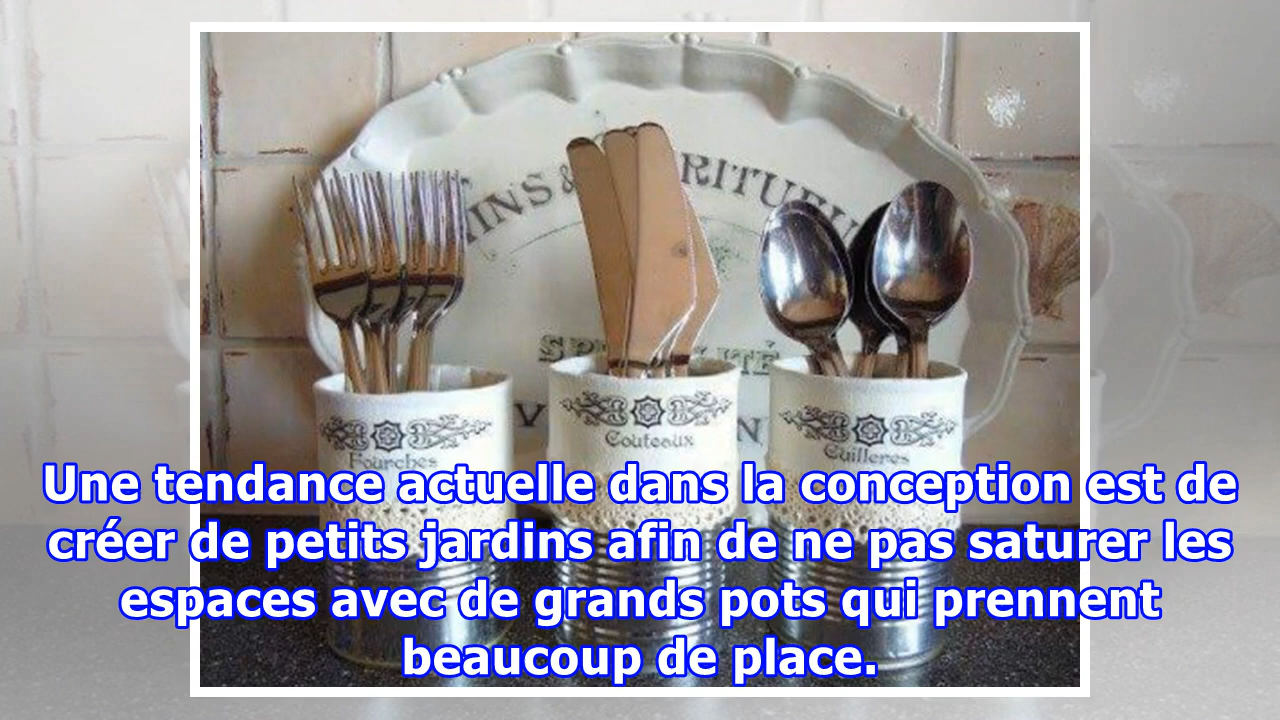 SPÉ
Fourches
Couteaux
Cuilleres
Une tendance actuelle dans la conception est de
créer de petits jardins afin de ne pas saturer les
espaces avec de grands pots qui prennent
beaucoup de place.